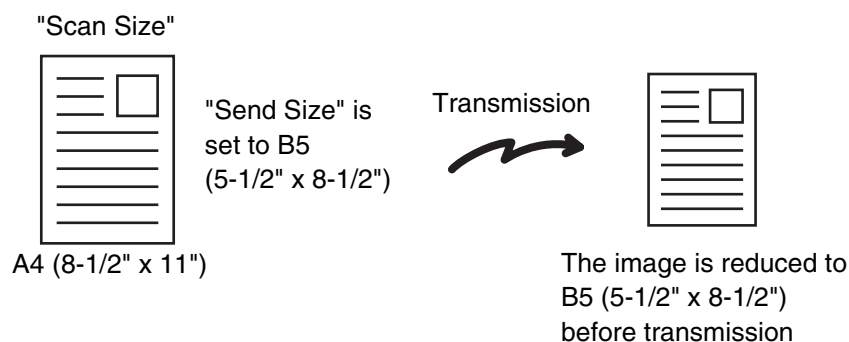 "Scan Size"
"Send Size" is
set to B5
(5-1/2" x 8-1/2")
A4 (8-1/2" x 11")
Transmission
The image is reduced to
B5 (5-1/2" x 8-1/2")
before transmission